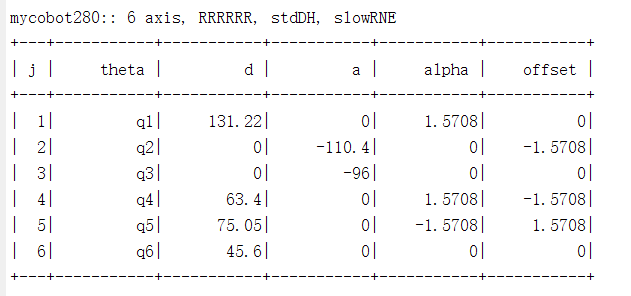 mycobot280:: 6 axis, RRRRRR, stdDH, slowRNE
+---+-----------+-----------+-----------+-----------+-----------+
| j |     theta |         d |         a |     alpha |    offset |
+---+-----------+-----------+-----------+-----------+-----------+
|  1|         q1|     131.22|          0|     1.5708|          0|
|  2|         q2|          0|     -110.4|          0|    -1.5708|
|  3|         q3|          0|        -96|          0|          0|
|  4|         q4|       63.4|          0|     1.5708|    -1.5708|
|  5|         q5|      75.05|          0|    -1.5708|     1.5708|
|  6|         q6|       45.6|          0|          0|          0|
+---+-----------+-----------+-----------+-----------+-----------+